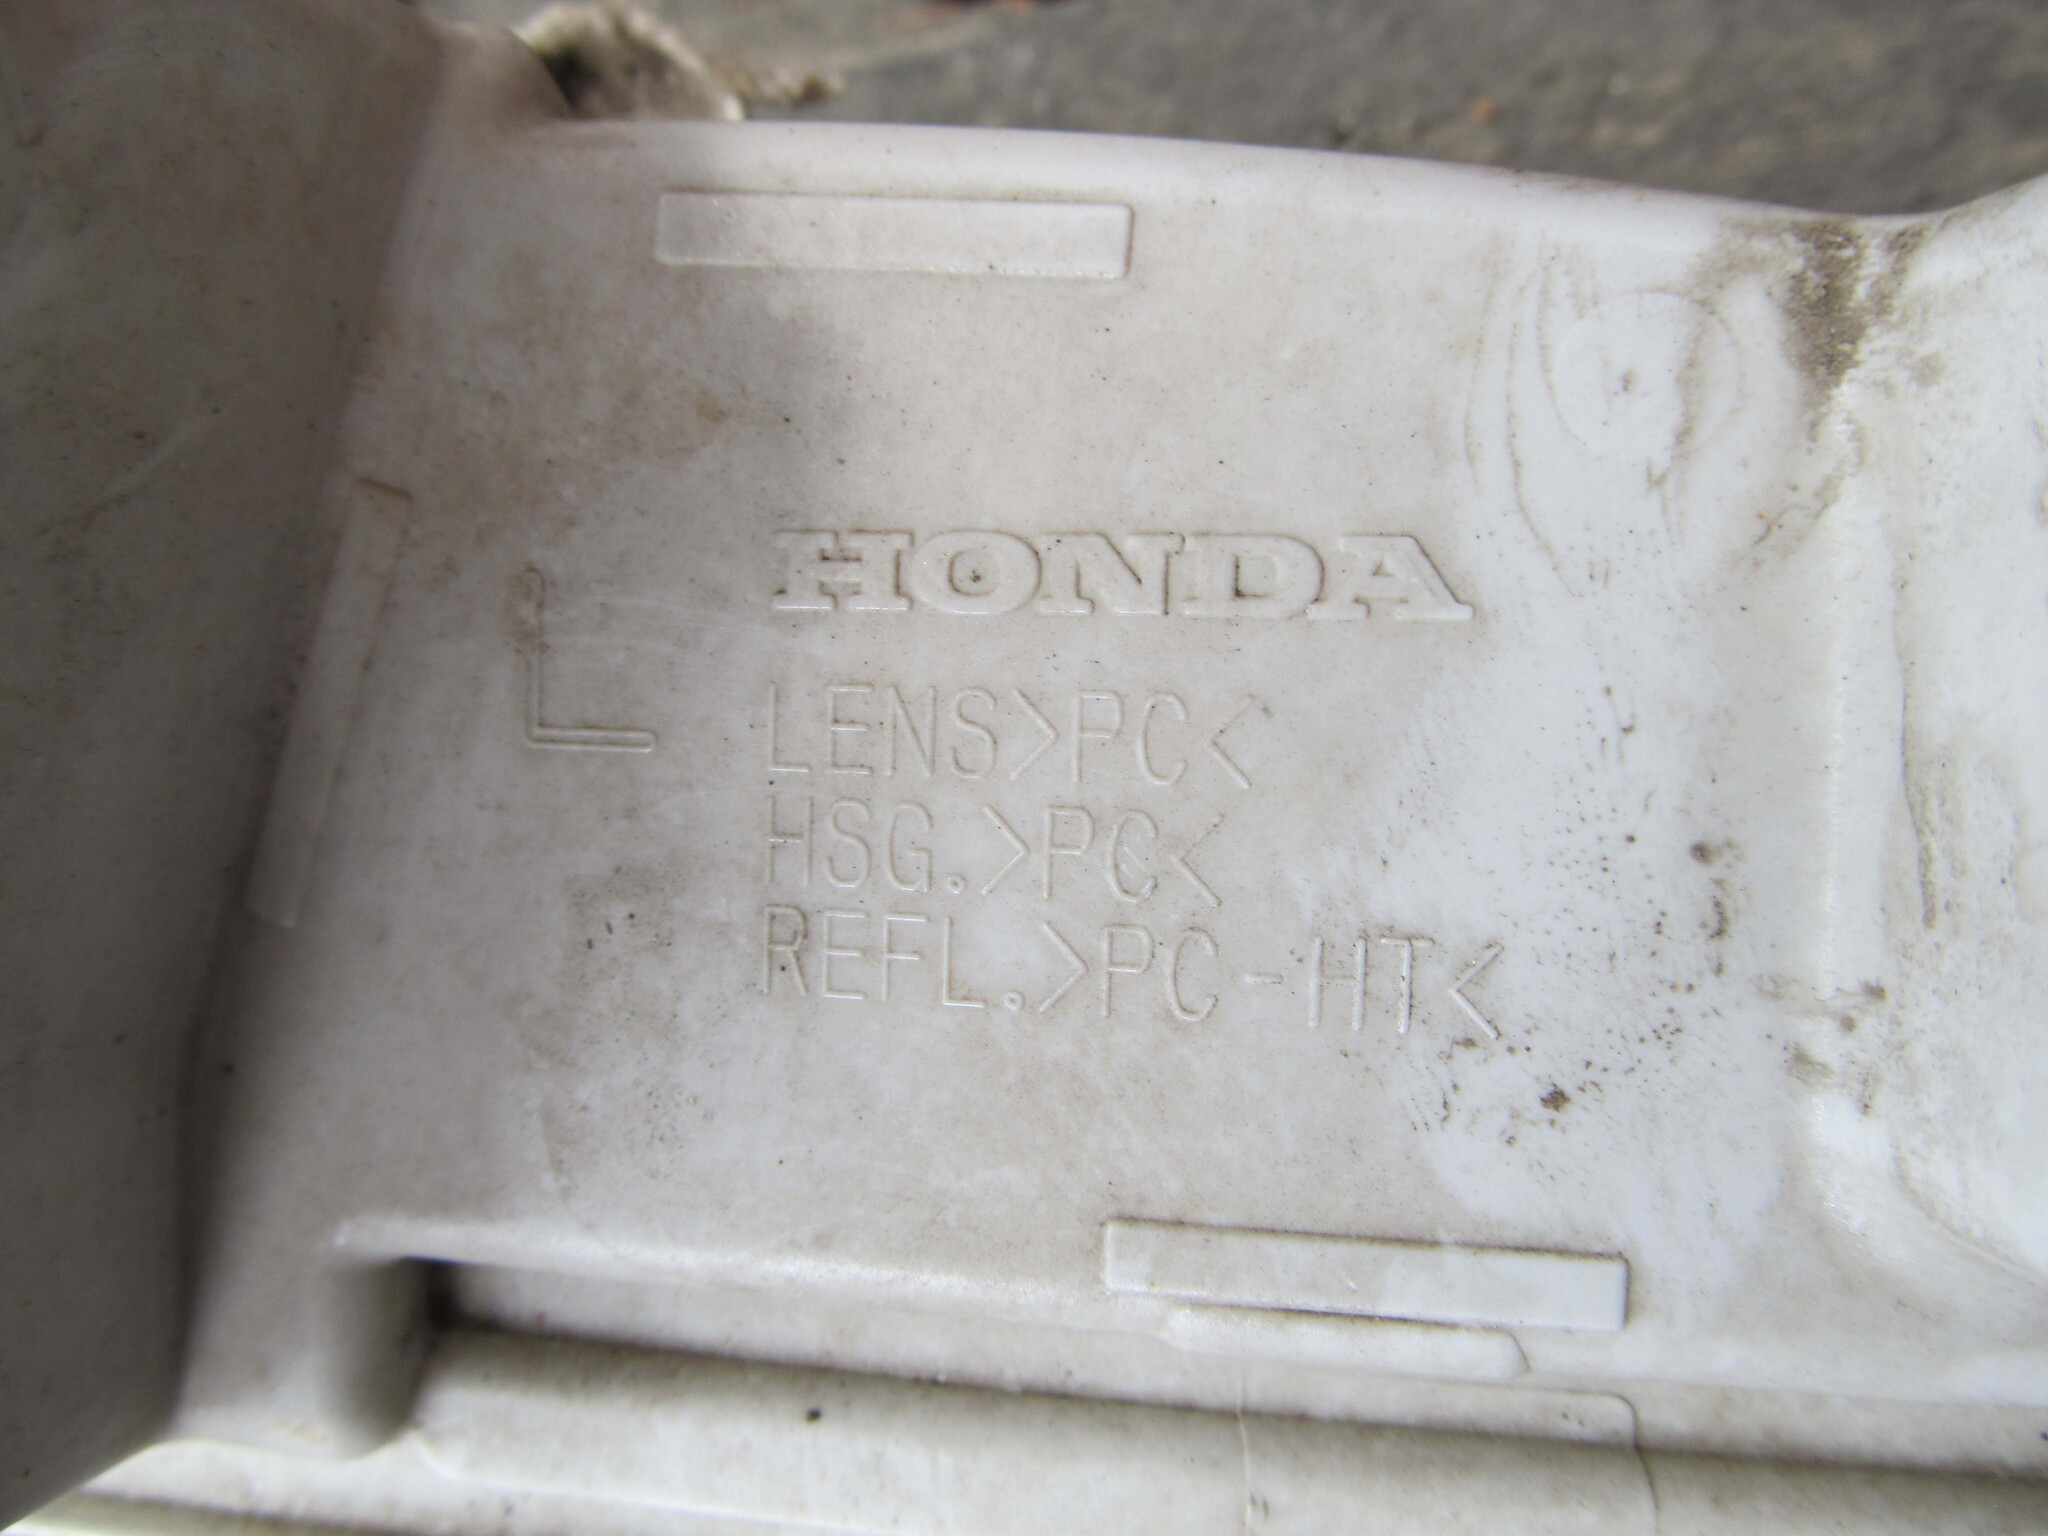 HONDA
L
LENS>PC<
HSG.>PC<
REFL.>PC-HT<